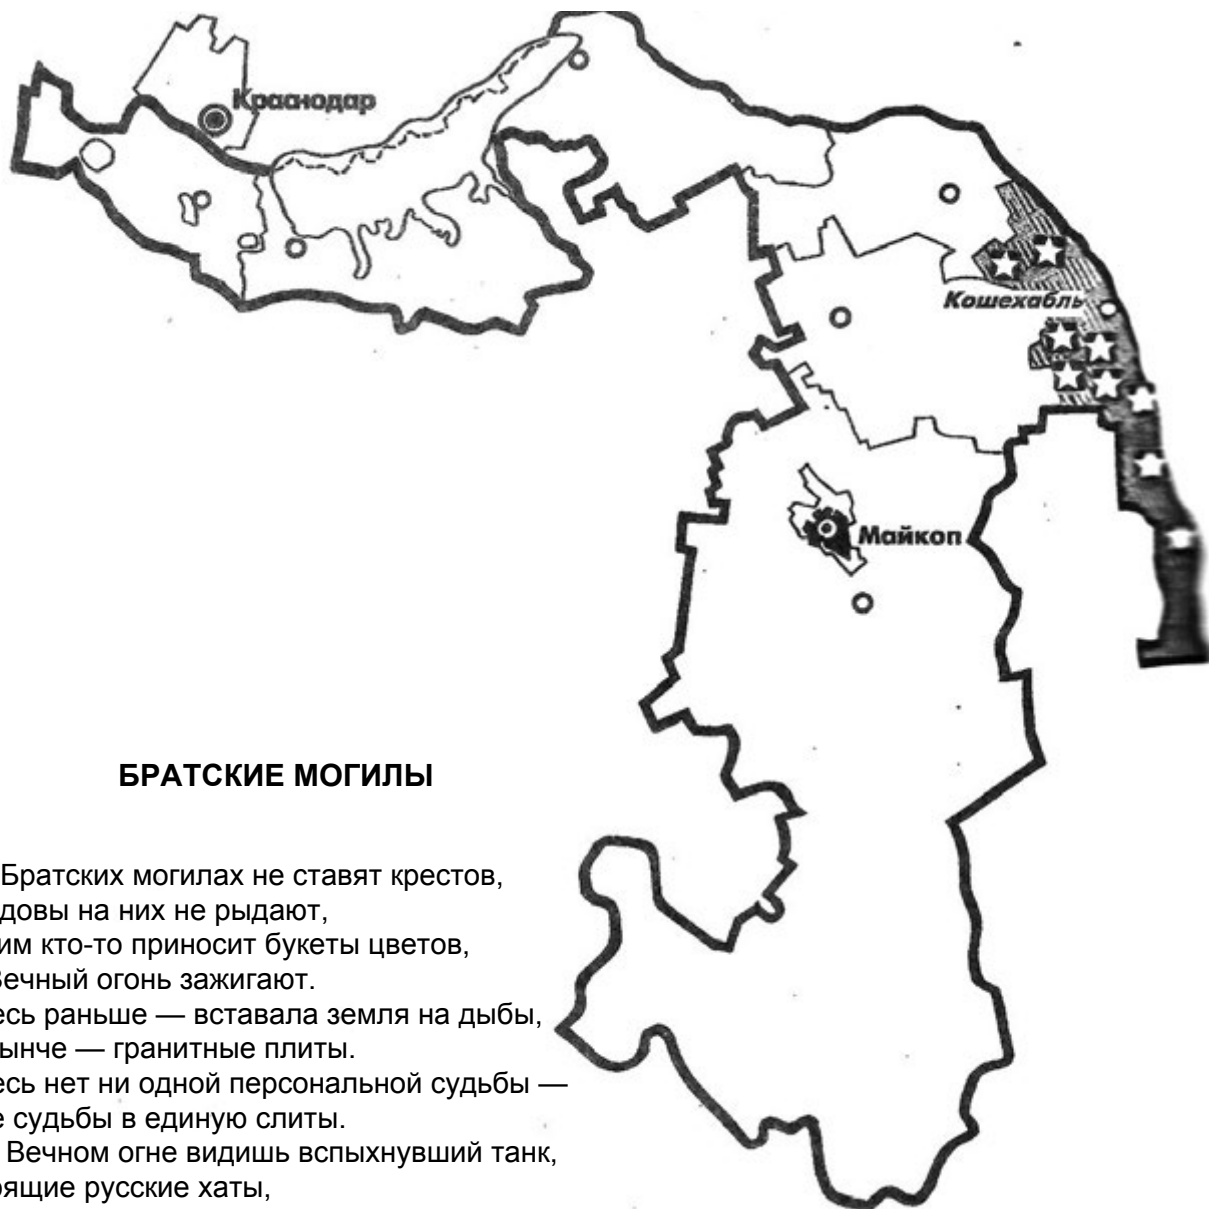 Краснодар
Кошехабль
Майкоп
БРАТСКИЕ МОГИЛЫ
Братских могилах не ставят крестов,
довы на них не рыдают,
им кто-то приносит букеты цветов,
Вечный огонь зажигают.
есь раньше — вставала земля на дыбы,
ынче — гранитные плиты.
есь нет ни одной персональной судьбы —
е судьбы в единую слиты.
Вечном огне видишь вспыхнувший танк,
рящие русские хаты,